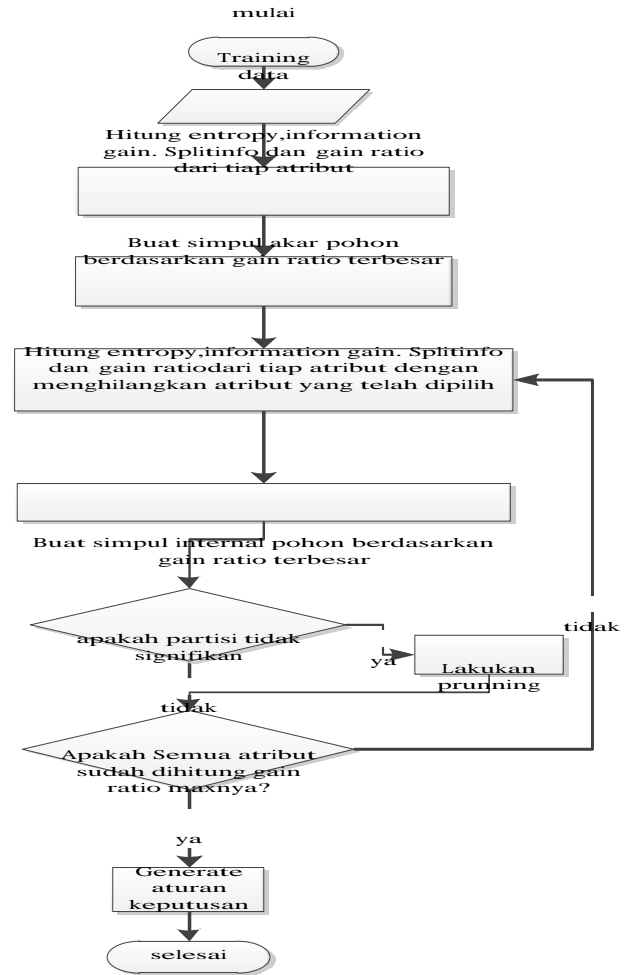 mulai
Training
data
Hitung entropy,information
gain. Splitinfo dan gain ratio
dari tiap atribut
Buat simpul akar pohon
berdasarkan gain ratio terbesar
Hitung entropy,information gain. Splitinfo
dan gain ratiodari tiap atribut dengan
menghilangkan atribut yang telah dipilih
Buat simpul internal pohon berdasarkan
gain ratio terbesar
apakah partisi tidak
signifikan
ya
Lakukan
prunning
tidak
tidak
Apakah Semua atribut
sudah dihitung gain
ratio maxnya?
ya
Generate
aturan
keputusan
selesai